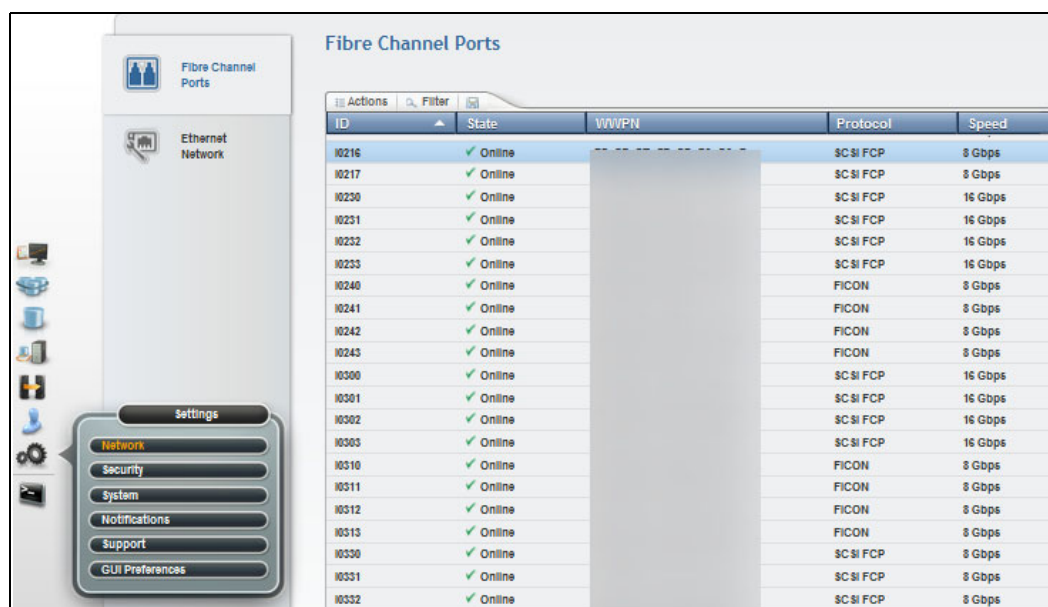 Fibre Channel Ports
Fibre Channel
Ports
Ethernet
Network
Actions Filter
ID State WWPN Protocol Speed
I0216 Online SCSI FCP 8 Gbps
I0217 Online SCSI FCP 8 Gbps
I0230 Online SCSI FCP 16 Gbps
I0231 Online SCSI FCP 16 Gbps
I0232 Online SCSI FCP 16 Gbps
I0233 Online SCSI FCP 16 Gbps
I0240 Online FICON 8 Gbps
I0241 Online FICON 8 Gbps
I0242 Online FICON 8 Gbps
I0243 Online FICON 8 Gbps
I0300 Online SCSI FCP 16 Gbps
I0301 Online SCSI FCP 16 Gbps
I0302 Online SCSI FCP 16 Gbps
I0303 Online SCSI FCP 16 Gbps
I0310 Online FICON 8 Gbps
I0311 Online FICON 8 Gbps
I0312 Online FICON 8 Gbps
I0313 Online FICON 8 Gbps
I0330 Online SCSI FCP 8 Gbps
I0331 Online SCSI FCP 8 Gbps
I0332 Online SCSI FCP 8 Gbps
Settings
Network
Security
System
Notifications
Support
GUI Preferences